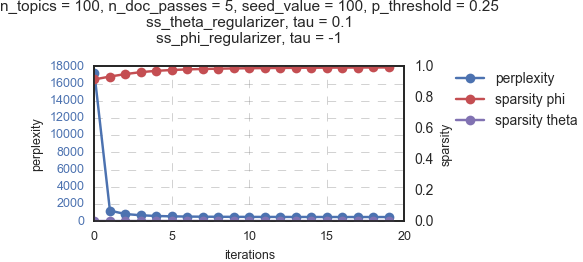 n_topics = 100, n_doc_passes = 5, seed_value = 100, p_threshold = 0.25
ss_theta_regularizer, tau = 0.1
ss_phi_regularizer, tau = -1
18000
16000
14000
12000
10000
8000
6000
4000
2000
0
perplexity
0
5
10
15
20
iterations
1.0
0.8
0.6
0.4
0.2
0.0
sparsity
perplexity
sparsity phi
sparsity theta